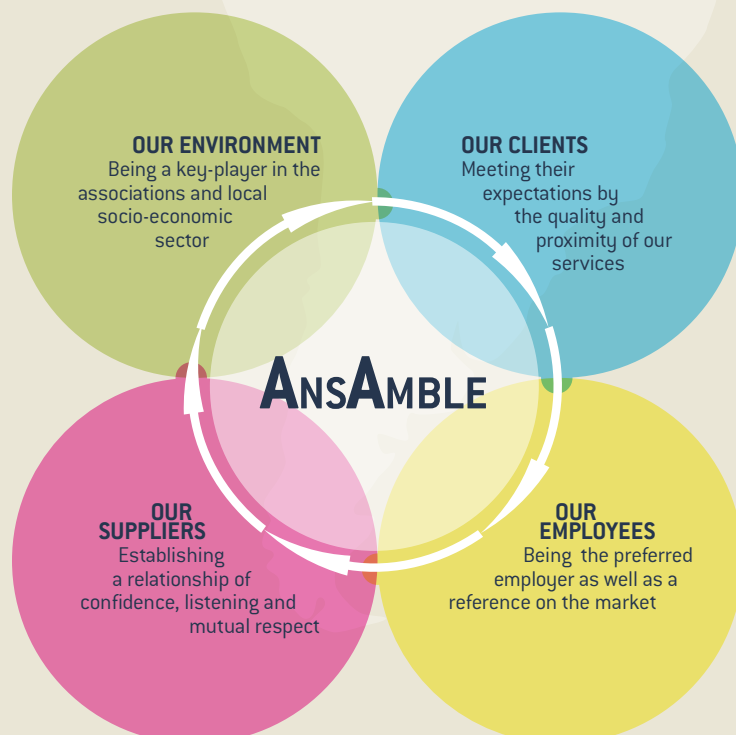 OUR ENVIRONMENT
Being a key-player in the
associations and local
socio-economic
sector
OUR CLIENTS
Meeting their
expectations by
the quality and
proximity of our
services
ANSAMBLE
OUR
SUPPLIERS
Establishing
a relationship of
confidence, listening and
mutual respect
OUR
EMPLOYEES
Being the preferred
employer as well as a
reference on the market